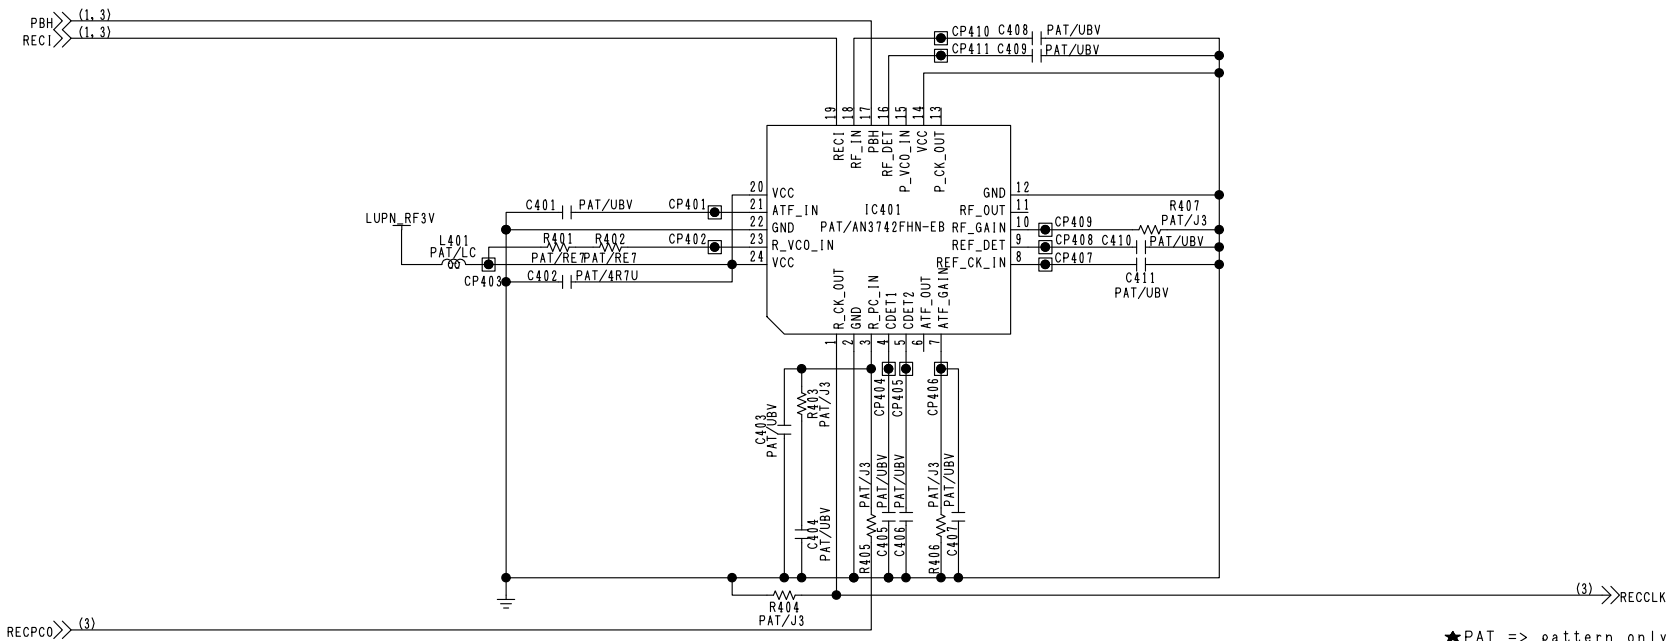 PBH (1,3)
RECI (1,3)
CP410 C408 PAT/UBV
CP411 C409 PAT/UBV
19 18 17 16 15 14 13
RECI
RF_IN
PBH
RF_DET
P_VCO_IN
VCC
P_CK_OUT
20 VCC
21 ATF_IN
22 GND
23 R_VCO_IN
24 VCC
IC401
PAT/AN3742FHN-EB
GND 12
RF_OUT 11
RF_GAIN 10
REF_DET 9
REF_CK_IN 8
C401 PAT/UBV CP401
LUPN_RF3V
L401
PAT/LC
R401 R402 CP402
PAT/RE7 PAT/RE7
CP403
C402 PAT/4R7U
R407
PAT/J3
CP409
CP408 C410 PAT/UBV
CP407
C411
PAT/UBV
R_CK_OUT
GND
R_PC_IN
CDET1
CDET2
ATF_OUT
ATF_GAIN
1 2 3 4 5 6 7
CP404
CP405
CP406
C403
PAT/UBV
R403
PAT/J3
C404
PAT/UBV
R405
PAT/J3
C405
PAT/UBV
C406
PAT/UBV
R406
PAT/J3
C407
PAT/UBV
R404
PAT/J3
(3) RECCLK
RECPCO (3)
★PAT => pattern only